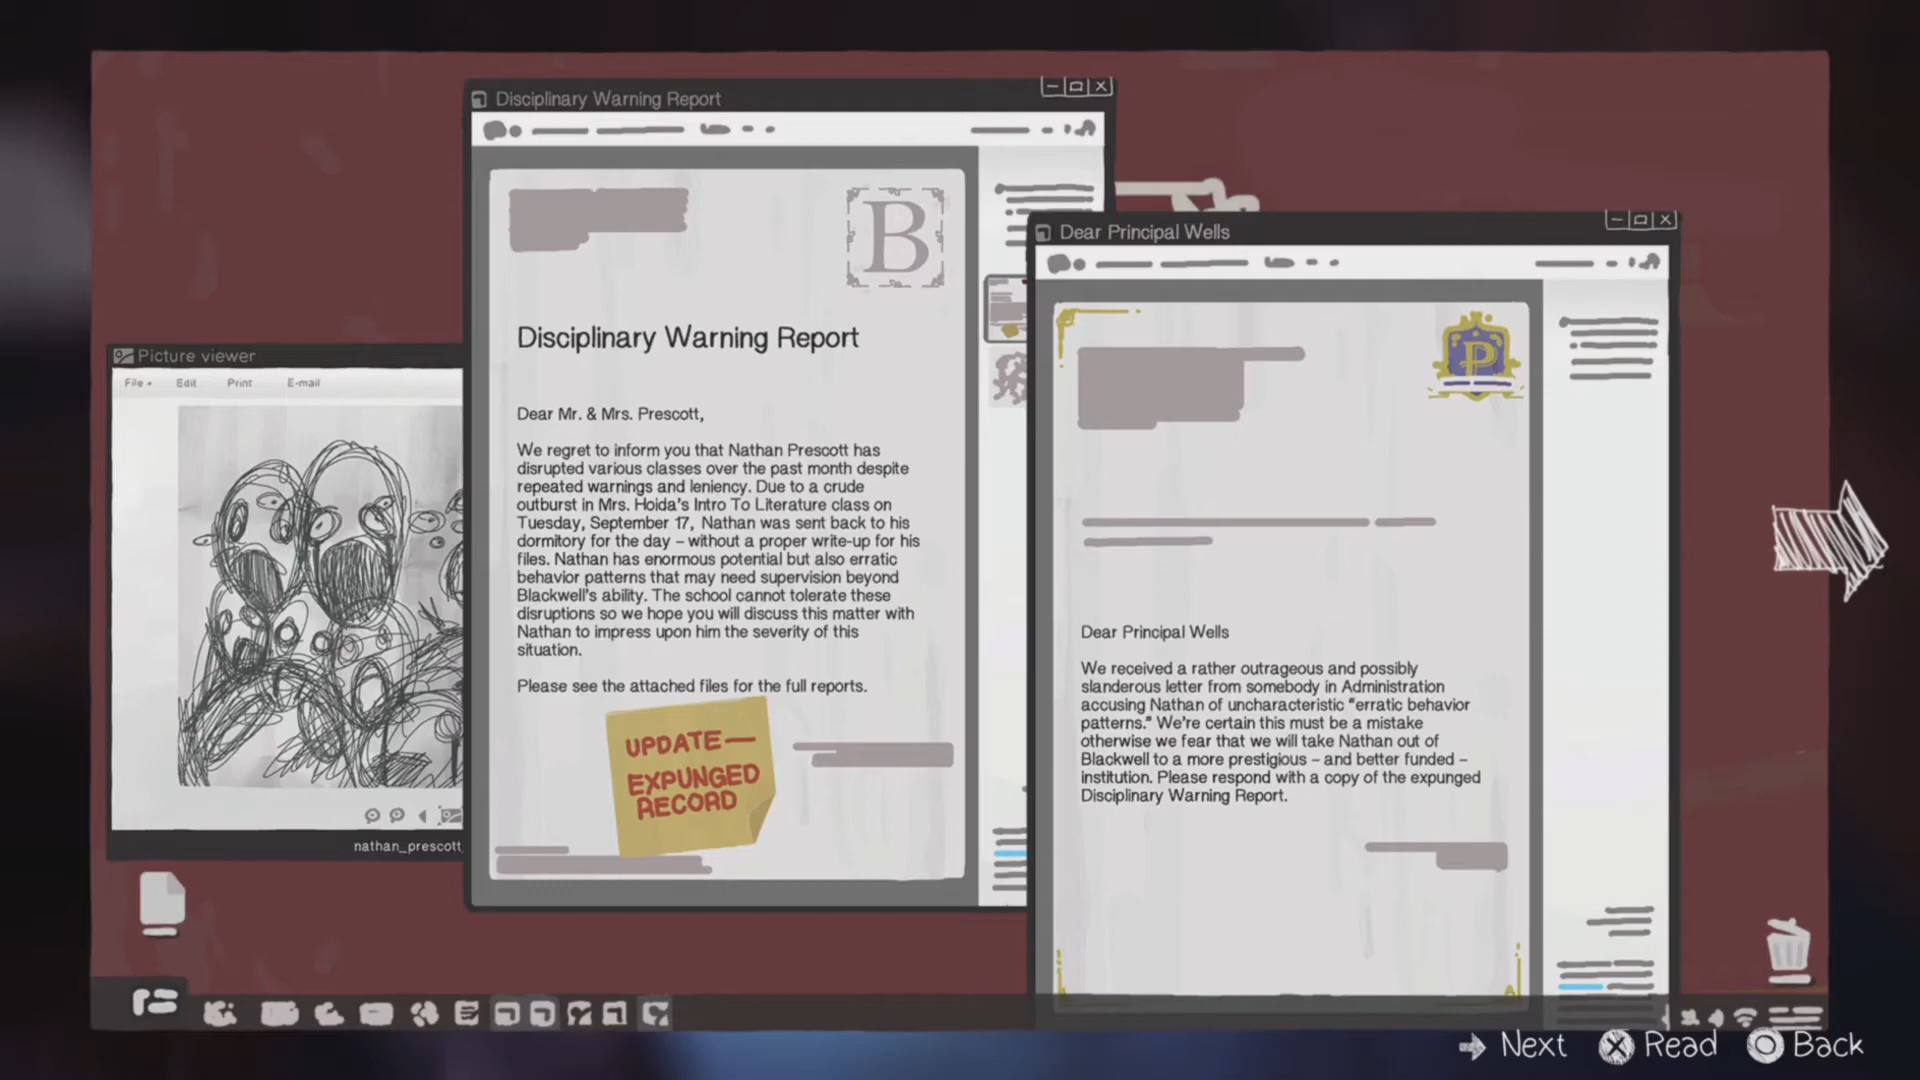 Disciplinary Warning Report
B
Disciplinary Warning Report
Dear Mr. & Mrs. Prescott,
We regret to inform you that Nathan Prescott has
disrupted various classes over the past month despite
repeated warnings and leniency. Due to a crude
outburst in Mrs. Hoida's Intro To Literature class on
Tuesday, September 17, Nathan was sent back to his
dormitory for the day – without a proper write-up for his
files. Nathan has enormous potential but also erratic
behavior patterns that may need supervision beyond
Blackwell's ability. The school cannot tolerate these
disruptions so we hope you will discuss this matter with
Nathan to impress upon him the severity of this
situation.
Please see the attached files for the full reports.
UPDATE—
EXPUNGED
RECORD
Dear Principal Wells
P
Dear Principal Wells
We received a rather outrageous and possibly
slanderous letter from somebody in Administration
accusing Nathan of uncharacteristic “erratic behavior
patterns.” We're certain this must be a mistake
otherwise we fear that we will take Nathan out of
Blackwell to a more prestigious – and better funded –
institution. Please respond with a copy of the expunged
Disciplinary Warning Report.
Picture viewer
File Edit Print E-mail
nathan_prescott_
Next Read Back